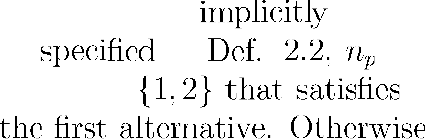 implicitly
specified Def. 2.2, n_p
{1, 2} that satisfies
the first alternative. Otherwise